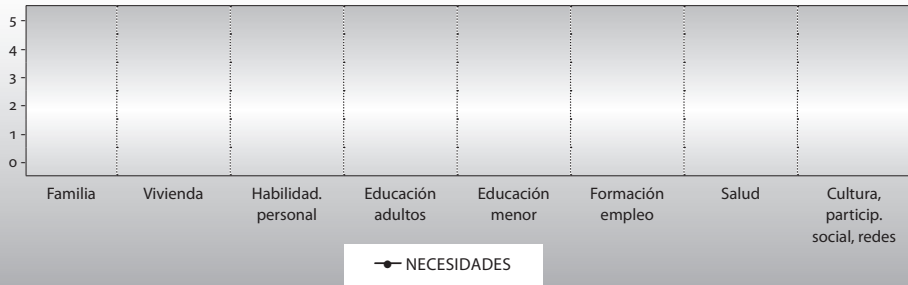 5
4
3
2
1
0
Familia
Vivienda
Habilidad.
personal
Educación
adultos
Educación
menor
Formación
empleo
Salud
Cultura,
particip.
social, redes
NECESIDADES